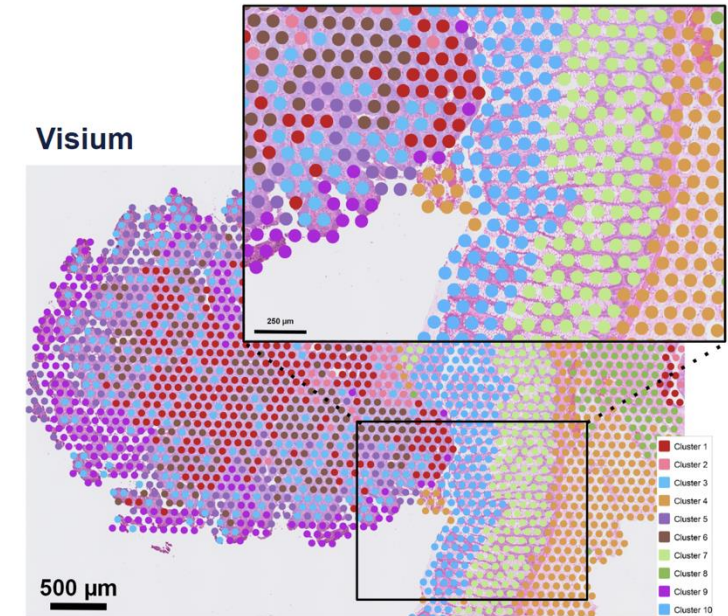 Visium
250 µm
500 µm
Cluster 1
Cluster 2
Cluster 3
Cluster 4
Cluster 5
Cluster 6
Cluster 7
Cluster 8
Cluster 9
Cluster 10